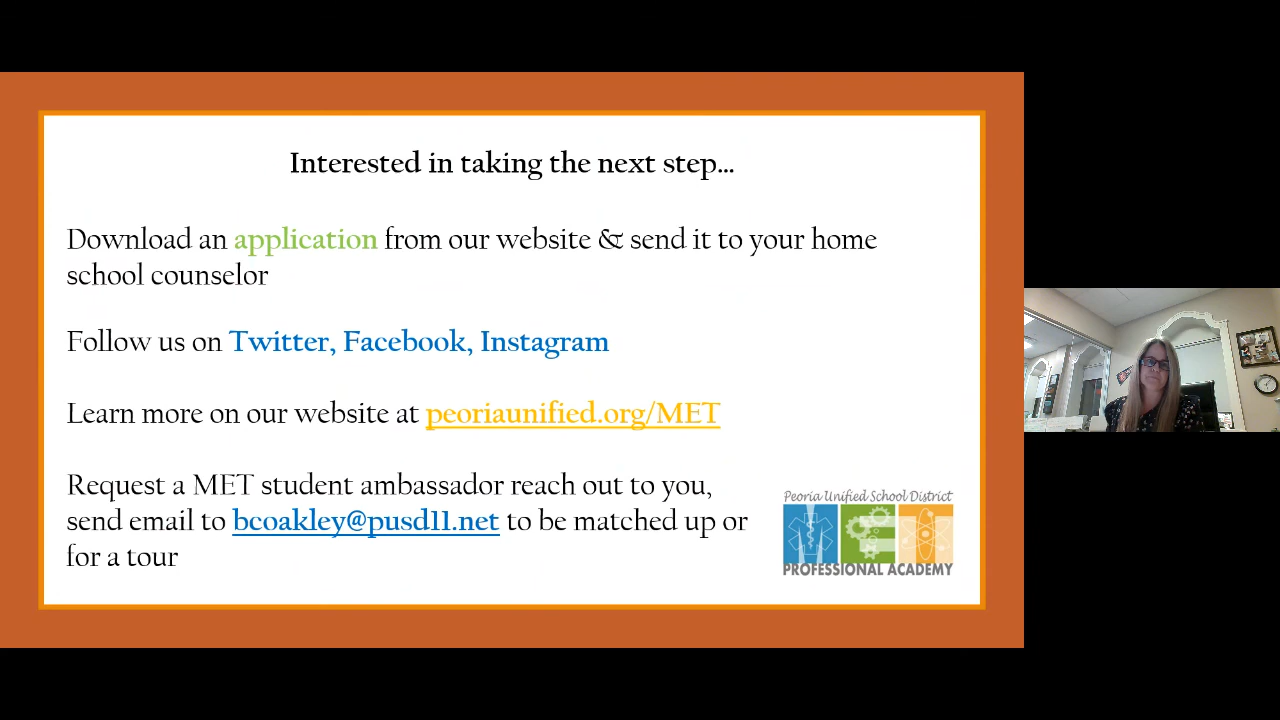 Interested in taking the next step...
Download an application from our website & send it to your home
school counselor
Follow us on Twitter, Facebook, Instagram
Learn more on our website at peoriaunified.org/MET
Request a MET student ambassador reach out to you,
send email to bcoakley@pusd11.net to be matched up or
for a tour
Peoria Unified School District
MET
PROFESSIONAL ACADEMY